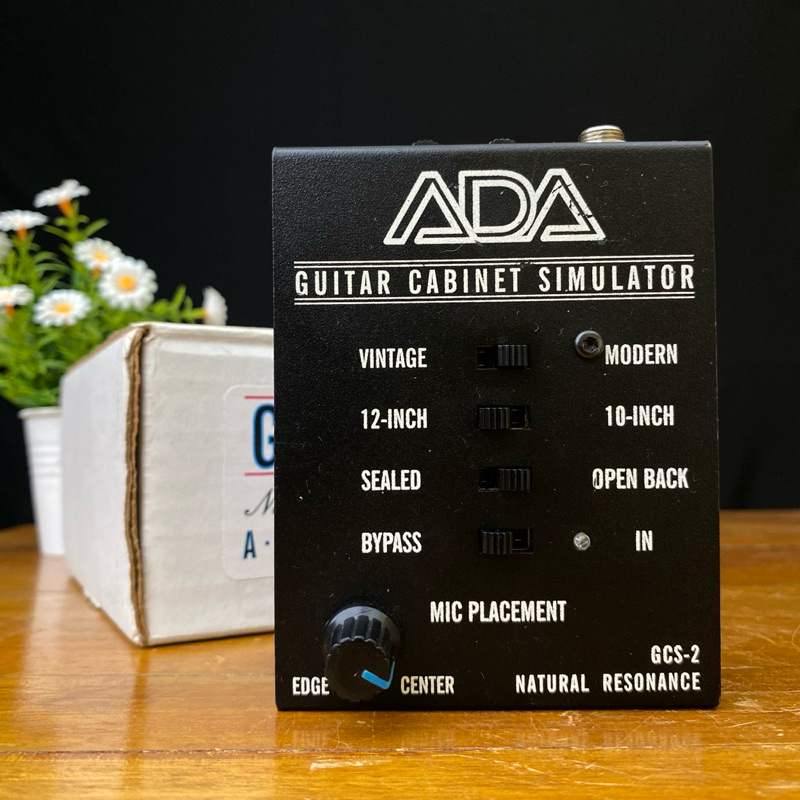 ADA
GUITAR CABINET SIMULATOR
VINTAGE MODERN
12-INCH 10-INCH
SEALED OPEN BACK
BYPASS IN
MIC PLACEMENT
EDGE CENTER
GCS-2
NATURAL RESONANCE
G
A